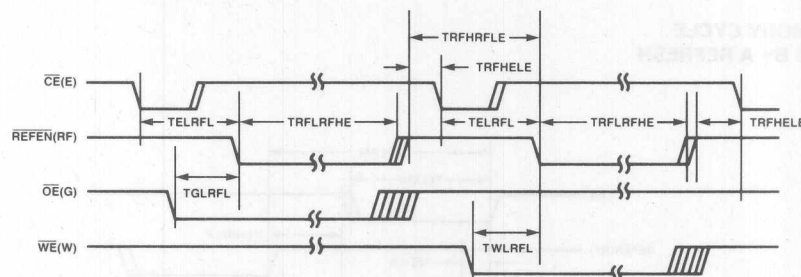 TRFHRFLE
TRFHELE
CE(E)
TELRFL TRFLRFHE TELRFL TRFLRFHE TRFHELE
REFEN(RF)
TGLRFL
OE(G)
TWLRFL
WE(W)